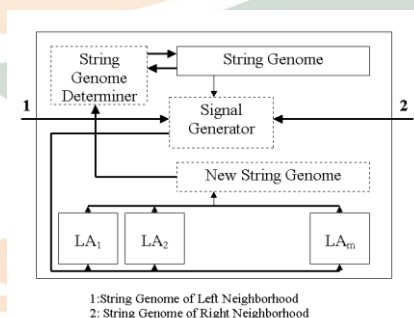 String
Genome
Determiner
String Genome
1
Signal
Generator
2
New String Genome
LA1
LA2
LAm
1:String Genome of Left Neighborhood
2: String Genome of Right Neighborhood